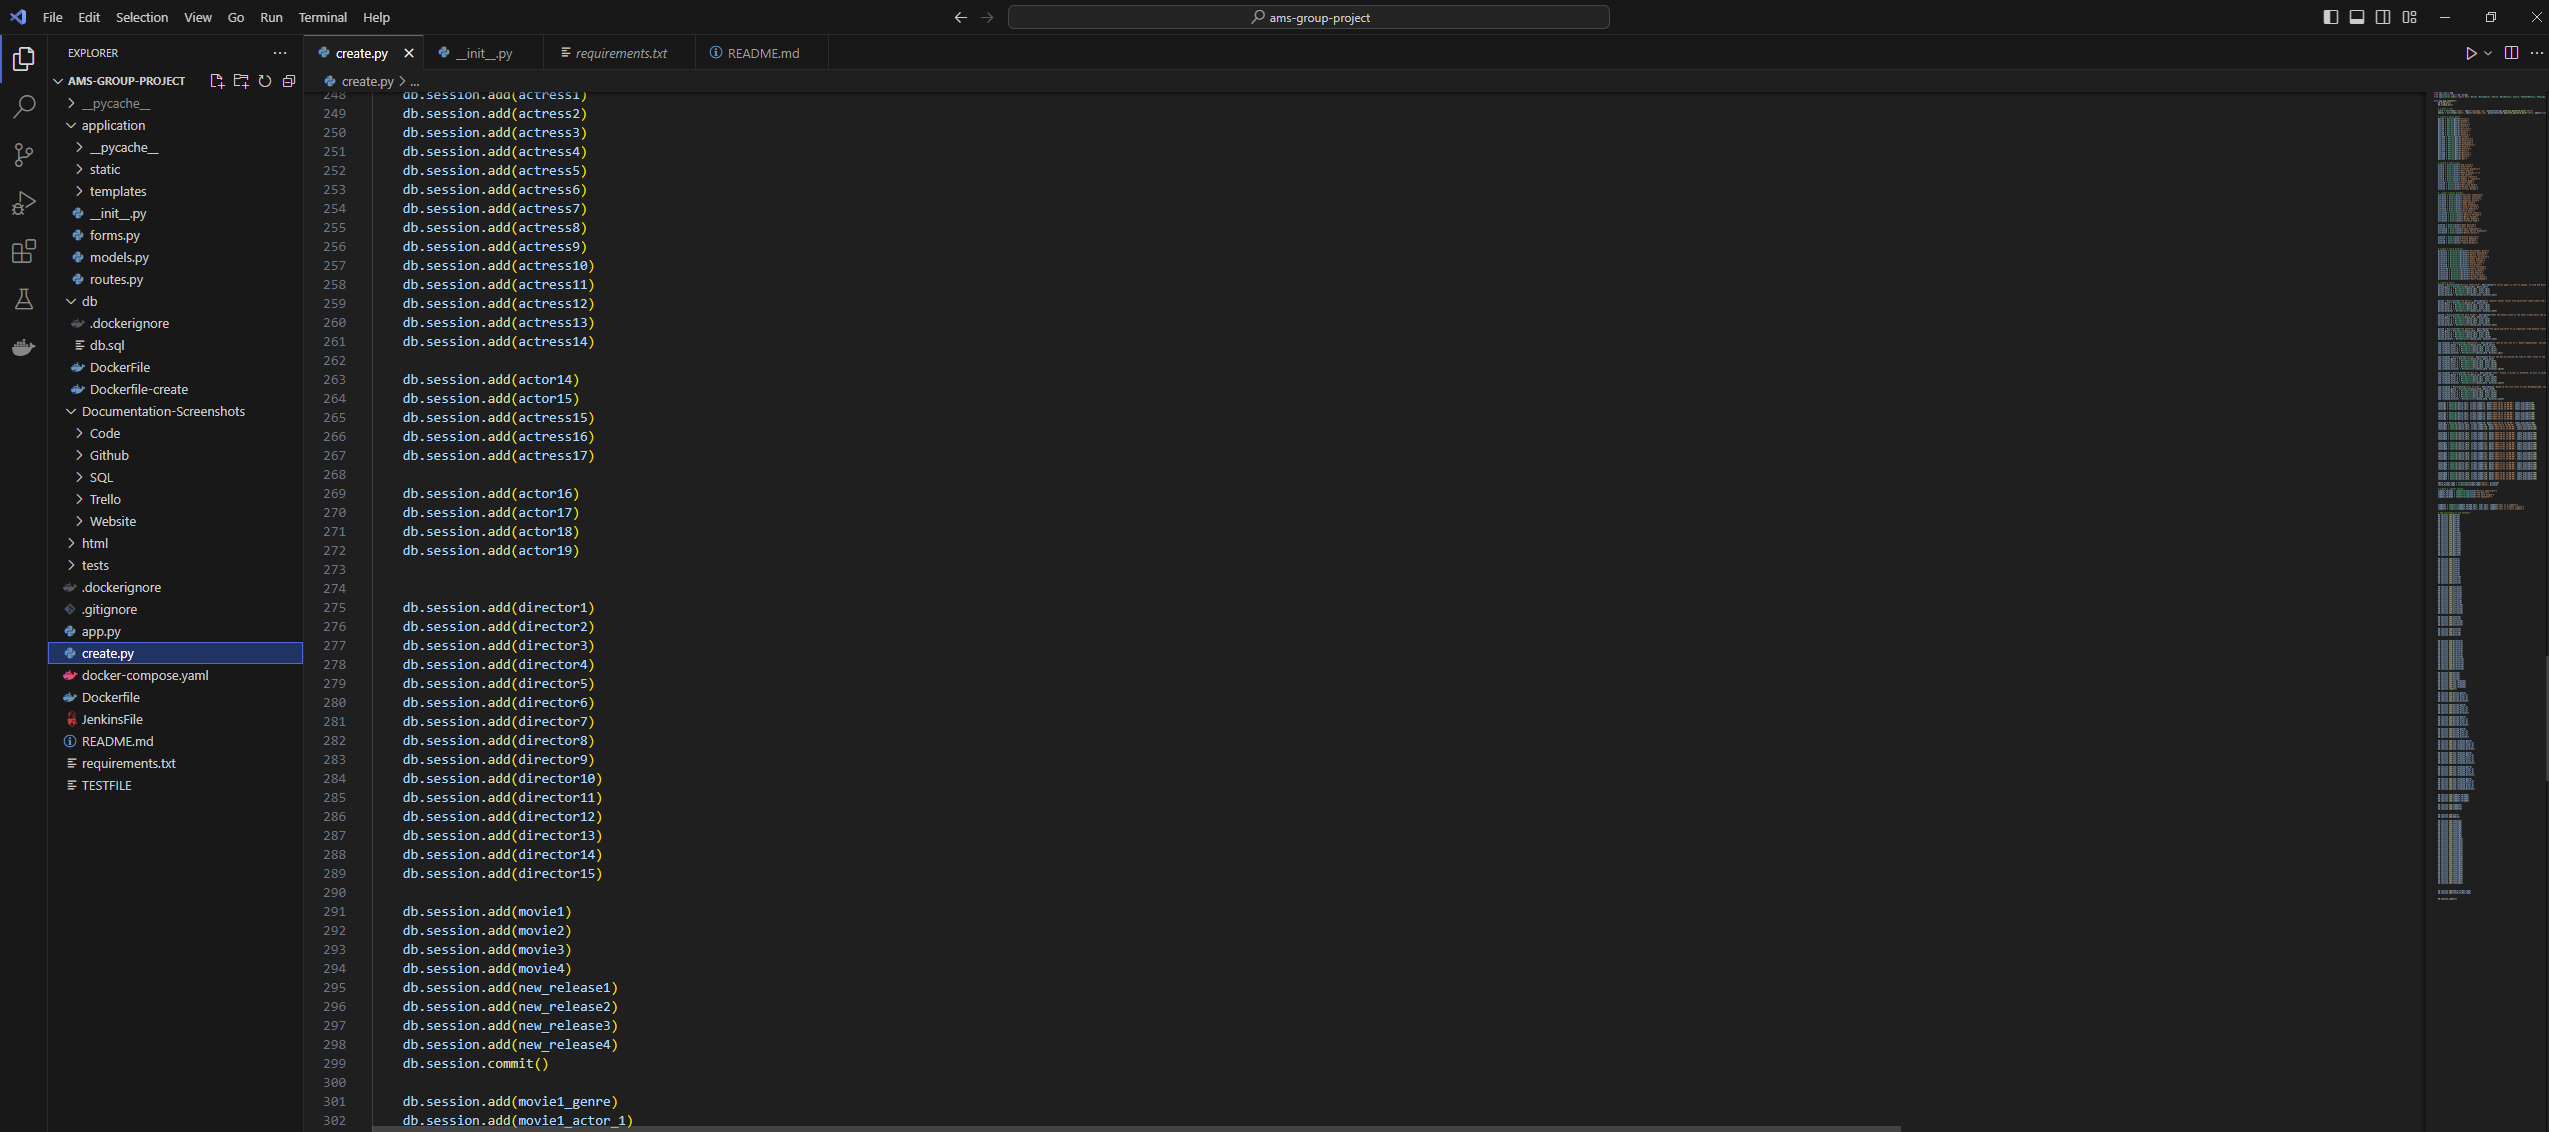 File Edit Selection View Go Run Terminal Help
ams-group-project
EXPLORER
AMS-GROUP-PROJECT
__pycache__
application
__pycache__
static
templates
__init__.py
forms.py
models.py
routes.py
db
.dockerignore
db.sql
DockerFile
Dockerfile-create
Documentation-Screenshots
Code
Github
SQL
Trello
Website
html
tests
.dockerignore
.gitignore
app.py
create.py
docker-compose.yaml
Dockerfile
JenkinsFile
README.md
requirements.txt
TESTFILE
create.py __init__.py requirements.txt README.md
create.py > ...
248 db.session.add(actress1)
249 db.session.add(actress2)
250 db.session.add(actress3)
251 db.session.add(actress4)
252 db.session.add(actress5)
253 db.session.add(actress6)
254 db.session.add(actress7)
255 db.session.add(actress8)
256 db.session.add(actress9)
257 db.session.add(actress10)
258 db.session.add(actress11)
259 db.session.add(actress12)
260 db.session.add(actress13)
261 db.session.add(actress14)
262
263 db.session.add(actor14)
264 db.session.add(actor15)
265 db.session.add(actress15)
266 db.session.add(actress16)
267 db.session.add(actress17)
268
269 db.session.add(actor16)
270 db.session.add(actor17)
271 db.session.add(actor18)
272 db.session.add(actor19)
273
274
275 db.session.add(director1)
276 db.session.add(director2)
277 db.session.add(director3)
278 db.session.add(director4)
279 db.session.add(director5)
280 db.session.add(director6)
281 db.session.add(director7)
282 db.session.add(director8)
283 db.session.add(director9)
284 db.session.add(director10)
285 db.session.add(director11)
286 db.session.add(director12)
287 db.session.add(director13)
288 db.session.add(director14)
289 db.session.add(director15)
290
291 db.session.add(movie1)
292 db.session.add(movie2)
293 db.session.add(movie3)
294 db.session.add(movie4)
295 db.session.add(new_release1)
296 db.session.add(new_release2)
297 db.session.add(new_release3)
298 db.session.add(new_release4)
299 db.session.commit()
300
301 db.session.add(movie1_genre)
302 db.session.add(movie1_actor_1)